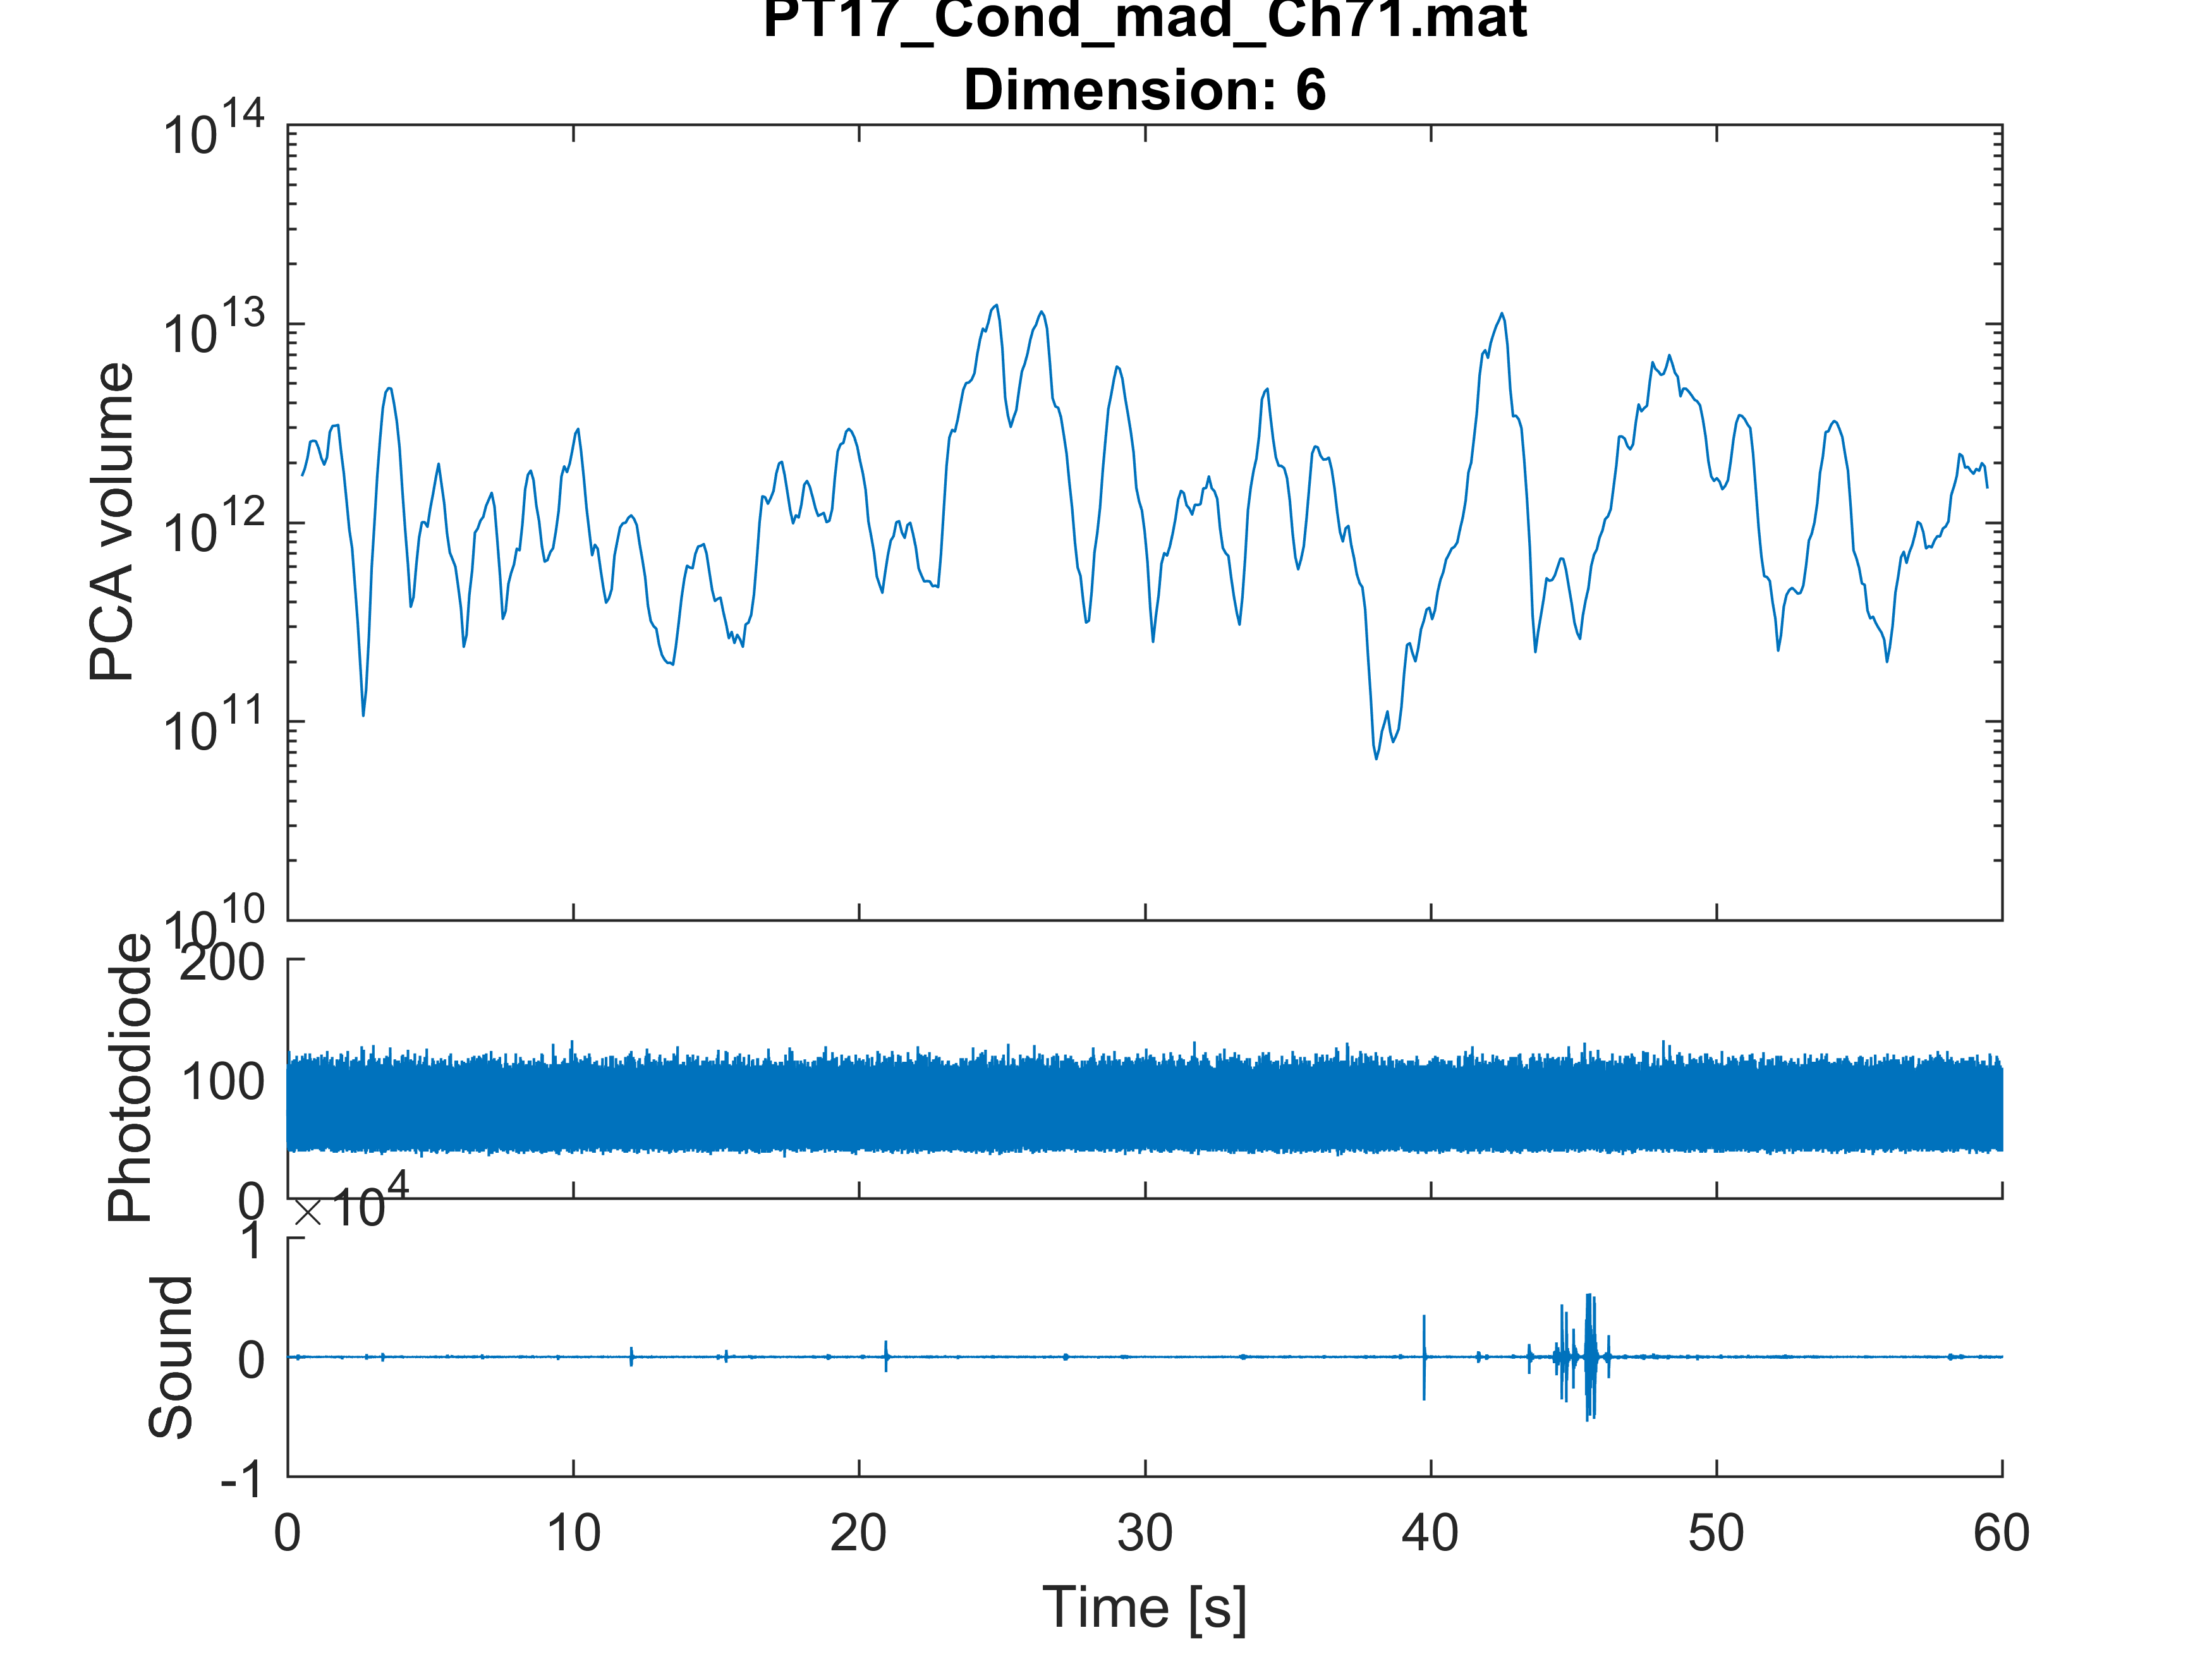 PT17_Cond_mad_Ch71.mat
Dimension: 6
10^14
10^13
10^12
10^11
10^10
PCA volume
200
100
0
Photodiode
×10^4
1
0
-1
Sound
0 10 20 30 40 50 60
Time [s]